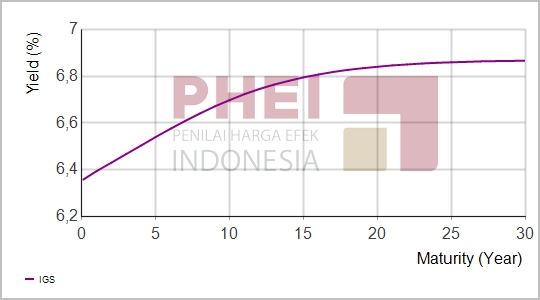 Yield (%)
7
6,8
6,6
6,4
6,2
PHEI
PENILAI HARGA EFEK
INDONESIA
0 5 10 15 20 25 30
Maturity (Year)
IGS